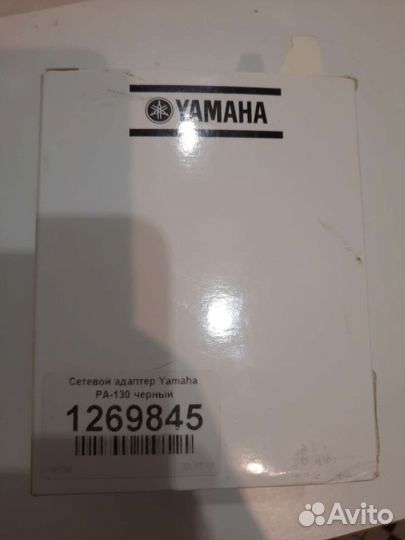 YAMAHA
Сетевой адаптер Yamaha
PA-130 черный
1269845
Avito